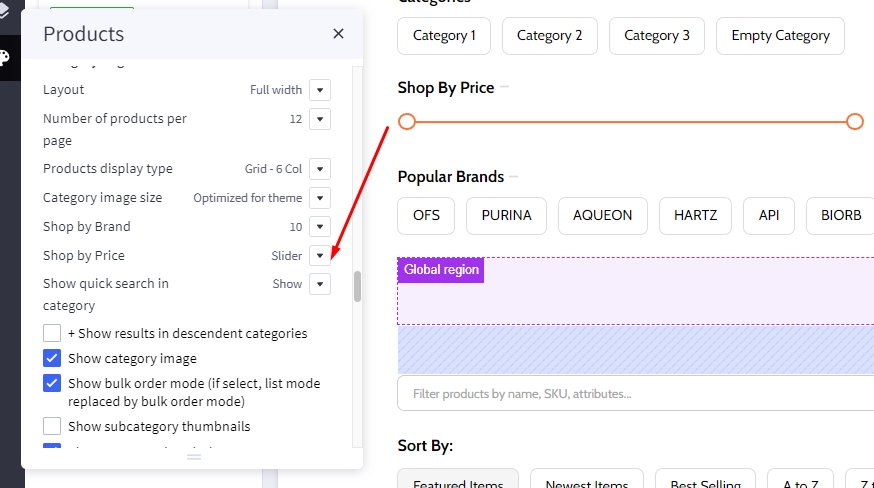 Products
Layout Full width
Number of products per page 12
Products display type Grid - 6 Col
Category image size Optimized for theme
Shop by Brand 10
Shop by Price Slider
Show quick search in category Show
+ Show results in descendent categories
Show category image
Show bulk order mode (if select, list mode
replaced by bulk order mode)
Show subcategory thumbnails
Categories
Category 1 Category 2 Category 3 Empty Category
Shop By Price
Popular Brands
OFS PURINA AQUEON HARTZ API BIORB
Global region
Filter products by name, SKU, attributes...
Sort By:
Featured Items Newest Items Best Selling A to Z